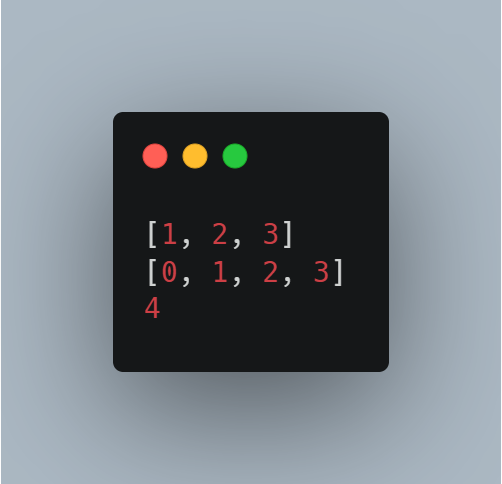 [1, 2, 3]
[0, 1, 2, 3]
4